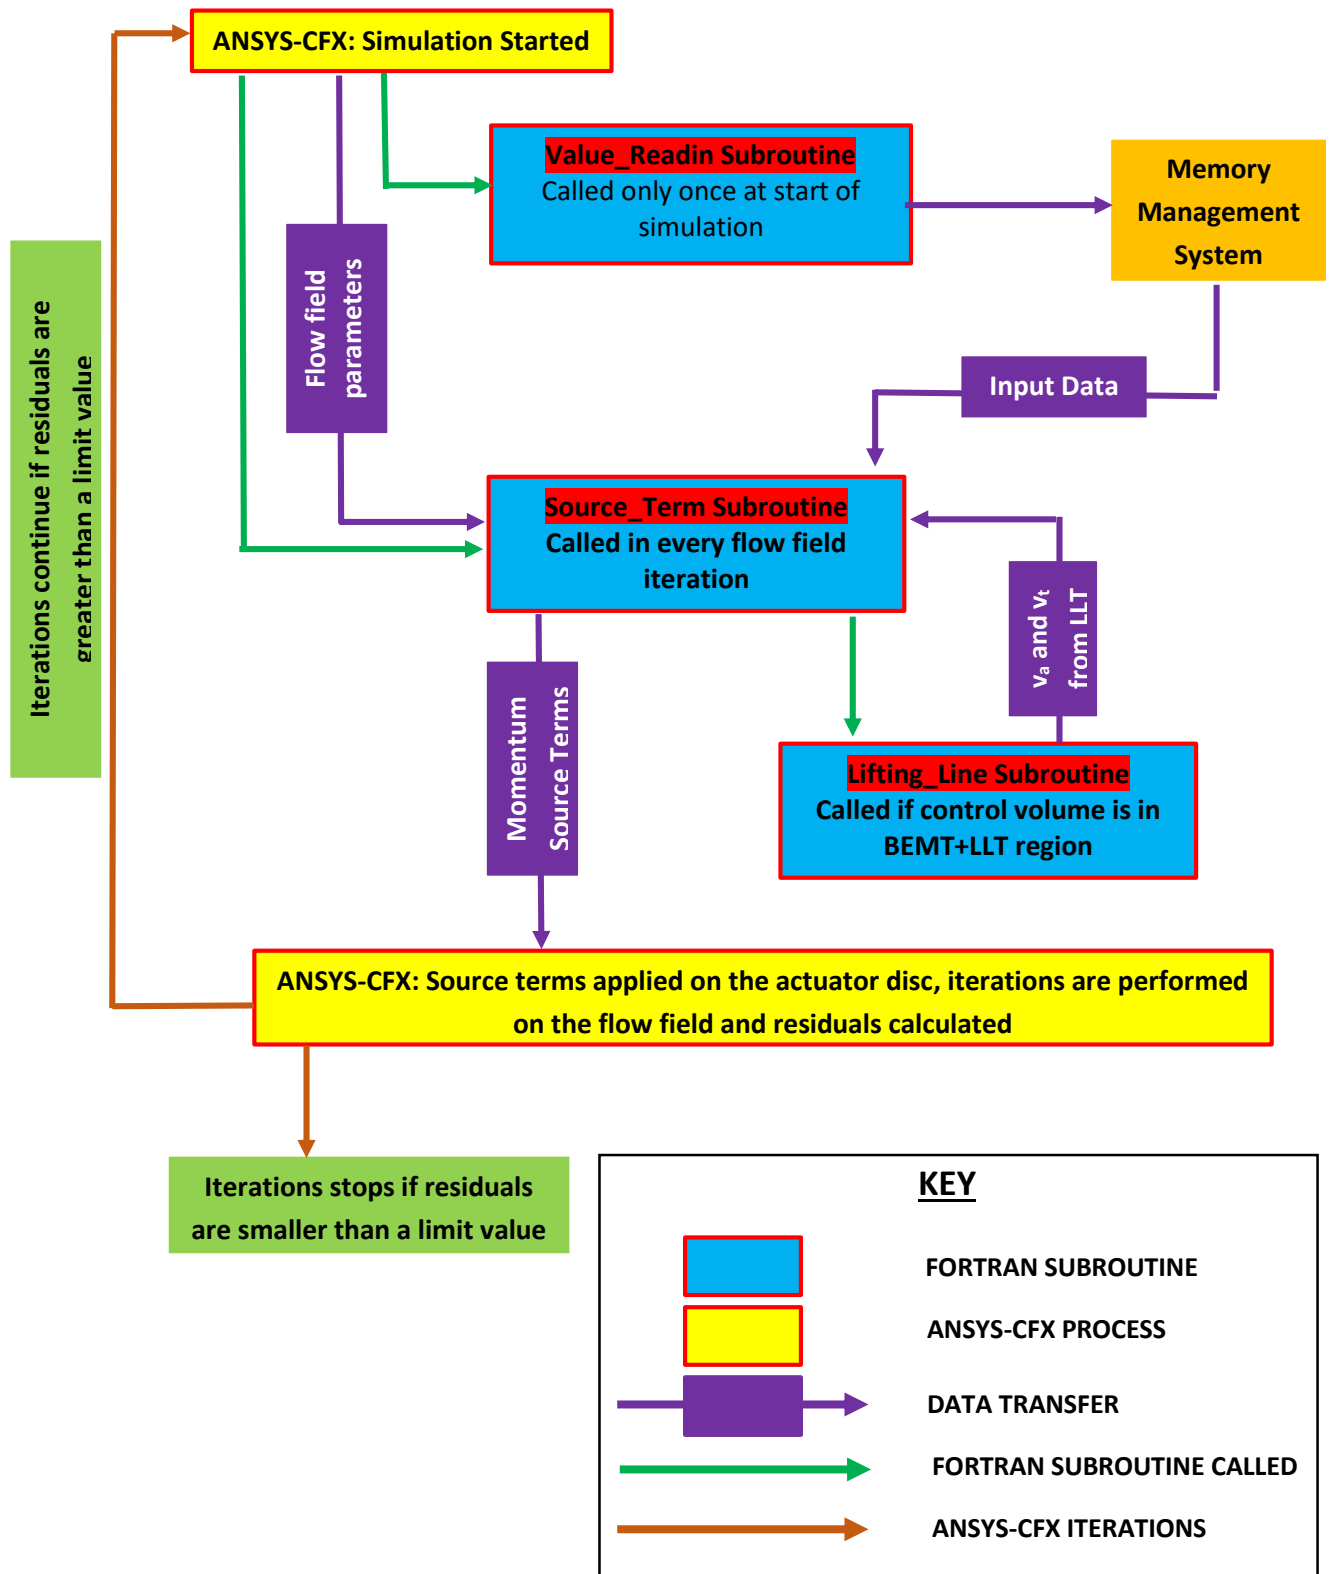 ANSYS-CFX: Simulation Started
Value_Readin Subroutine
Called only once at start of
simulation
Memory
Management
System
Flow field
parameters
Iterations continue if residuals are
greater than a limit value
Input Data
Source_Term Subroutine
Called in every flow field
iteration
vₐ and vₜ
from LLT
Momentum
Source Terms
Lifting_Line Subroutine
Called if control volume is in
BEMT+LLT region
ANSYS-CFX: Source terms applied on the actuator disc, iterations are performed
on the flow field and residuals calculated
Iterations stops if residuals
are smaller than a limit value
KEY
FORTRAN SUBROUTINE
ANSYS-CFX PROCESS
DATA TRANSFER
FORTRAN SUBROUTINE CALLED
ANSYS-CFX ITERATIONS